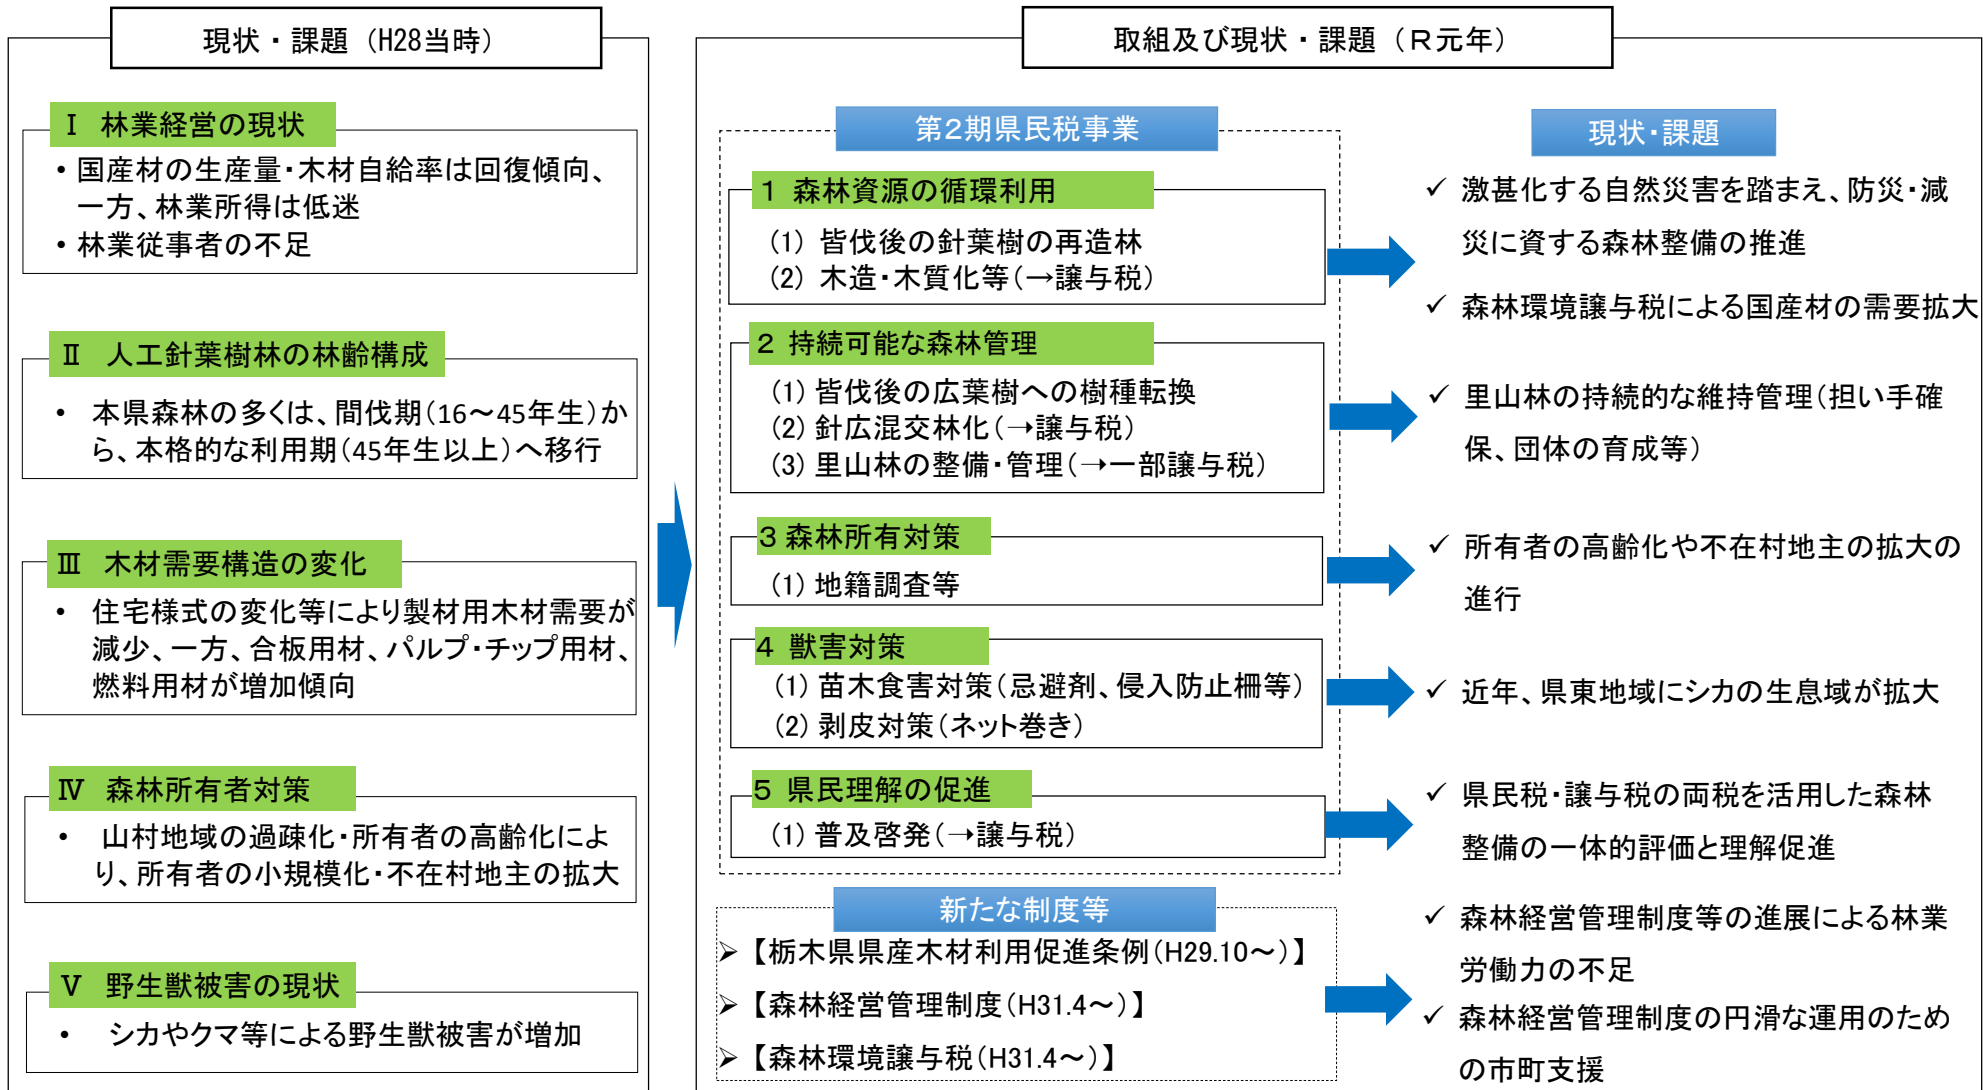 現状・課題（H28当時）
Ⅰ 林業経営の現状
・国産材の生産量・木材自給率は回復傾向、
一方、林業所得は低迷
・林業従事者の不足
Ⅱ 人工針葉樹林の林齢構成
• 本県森林の多くは、間伐期（16～45年生）か
ら、本格的な利用期（45年生以上）へ移行
Ⅲ 木材需要構造の変化
• 住宅様式の変化等により製材用木材需要が
減少、一方、合板用材、パルプ・チップ用材、
燃料用材が増加傾向
Ⅳ 森林所有者対策
• 山村地域の過疎化・所有者の高齢化によ
り、所有者の小規模化・不在村地主の拡大
Ⅴ 野生獣被害の現状
• シカやクマ等による野生獣被害が増加
取組及び現状・課題（Ｒ元年）
第２期県民税事業
１ 森林資源の循環利用
(1) 皆伐後の針葉樹の再造林
(2) 木造・木質化等（→譲与税）
２ 持続可能な森林管理
(1) 皆伐後の広葉樹への樹種転換
(2) 針広混交林化（→譲与税）
(3) 里山林の整備・管理（→一部譲与税）
３ 森林所有対策
(1) 地籍調査等
４ 獣害対策
(1) 苗木食害対策（忌避剤、侵入防止柵等）
(2) 剥皮対策（ネット巻き）
５ 県民理解の促進
(1) 普及啓発（→譲与税）
新たな制度等
➢【栃木県県産木材利用促進条例（H29.10～）】
➢【森林経営管理制度（H31.4～）】
➢【森林環境譲与税（H31.4～）】
現状・課題
✓ 激甚化する自然災害を踏まえ、防災・減
災に資する森林整備の推進
✓ 森林環境譲与税による国産材の需要拡大
✓ 里山林の持続的な維持管理（担い手確
保、団体の育成等）
✓ 所有者の高齢化や不在村地主の拡大の
進行
✓ 近年、県東地域にシカの生息域が拡大
✓ 県民税・譲与税の両税を活用した森林
整備の一体的評価と理解促進
✓ 森林経営管理制度等の進展による林業
労働力の不足
✓ 森林経営管理制度の円滑な運用のため
の市町支援